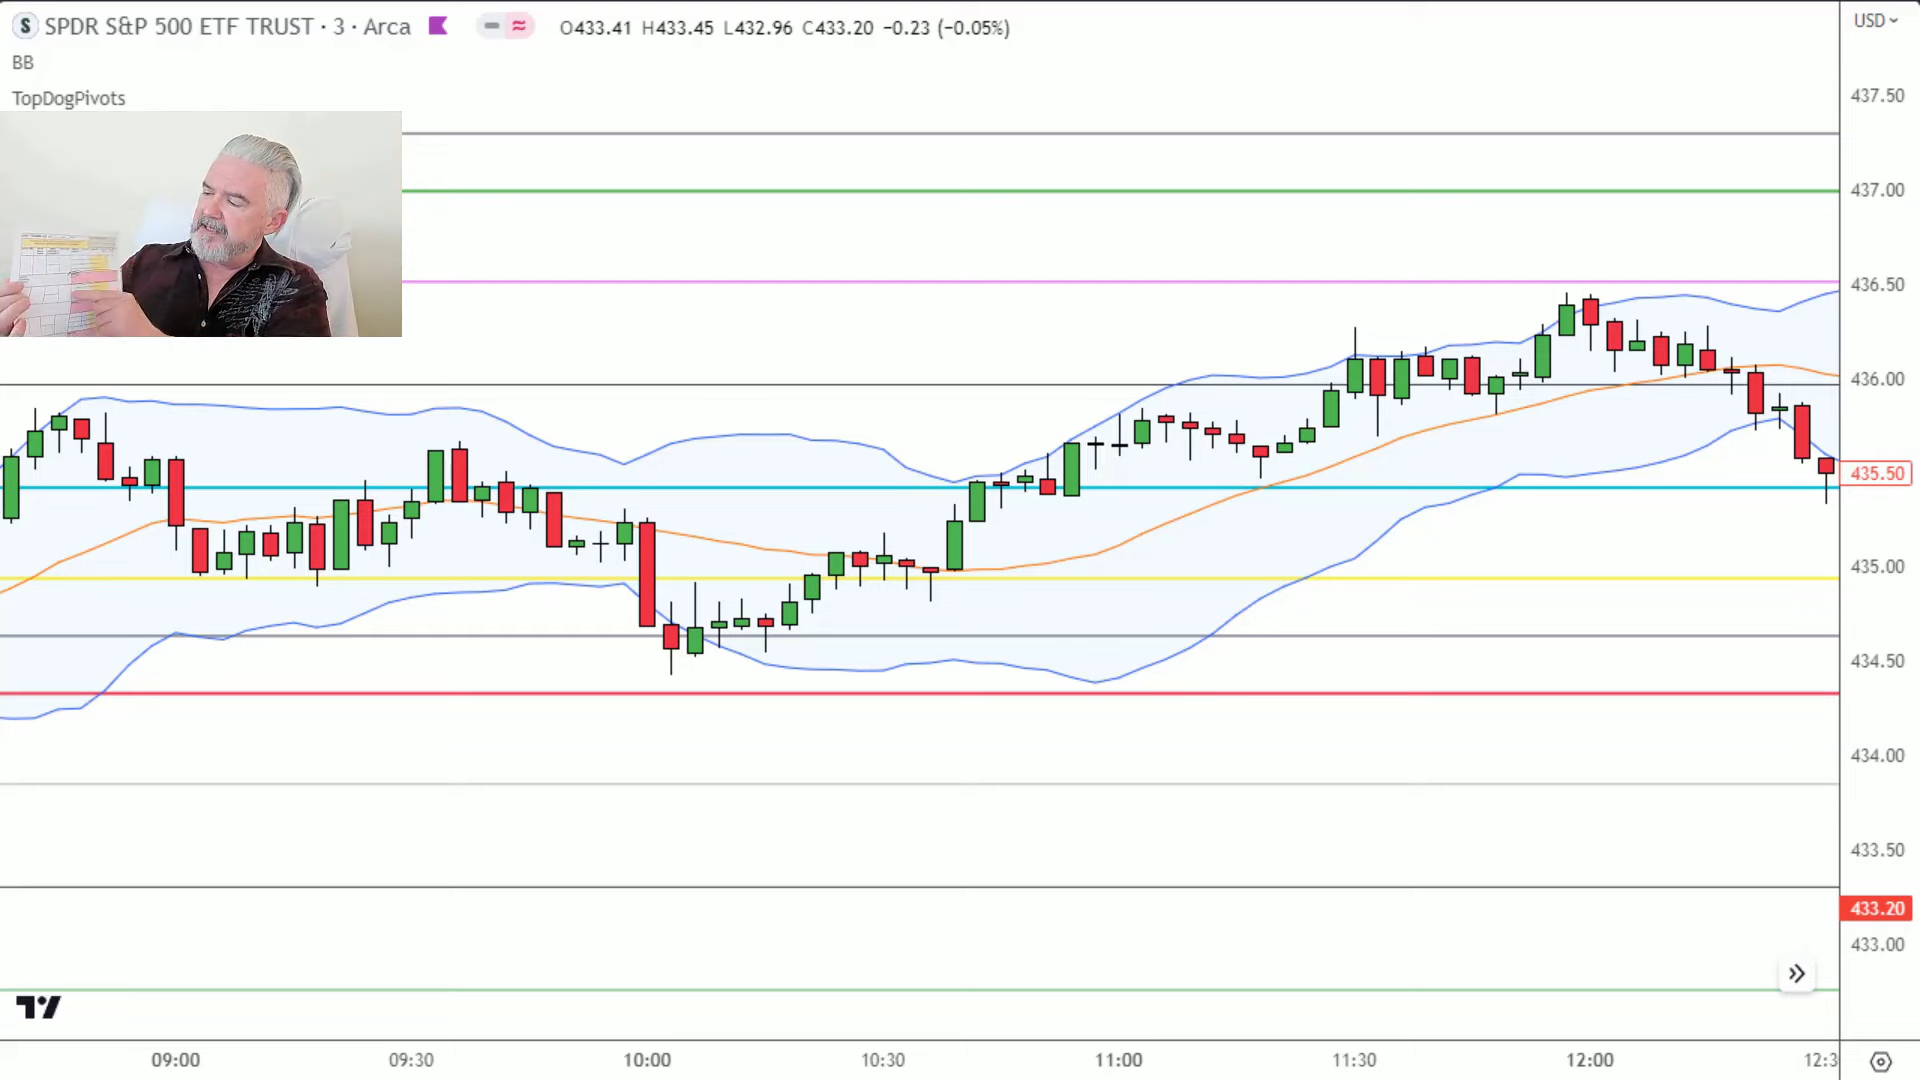 S SPDR S&P 500 ETF TRUST · 3 · Arca O433.41 H433.45 L432.96 C433.20 −0.23 (−0.05%) USD
BB
TopDogPivots
437.50
437.00
436.50
436.00
435.50
435.00
434.50
434.00
433.50
433.20
433.00
09:00 09:30 10:00 10:30 11:00 11:30 12:00 12:3